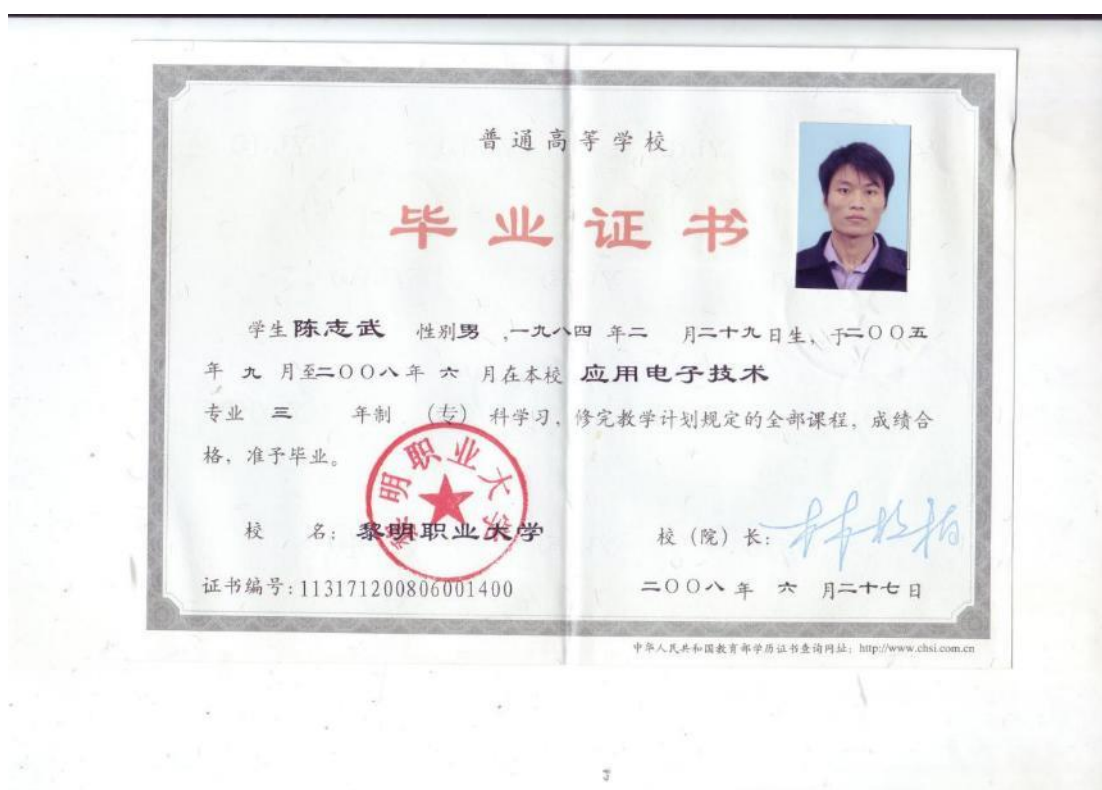 普通高等学校
毕业证书
学生陈志武 性别男 ,一九八四 年二 月二十九日生，于二〇〇五
年 九 月至二〇〇八年 六 月在本校 应用电子技术
专业 三 年制 （专）科学习，修完教学计划规定的全部课程，成绩合
格，准予毕业。
黎明职业大学
校 名：黎明职业大学
校（院）长：
证书编号：113171200806001400
二〇〇八 年 六 月二十七日
中华人民共和国教育部学历证书查询网址：http://www.chsi.com.cn